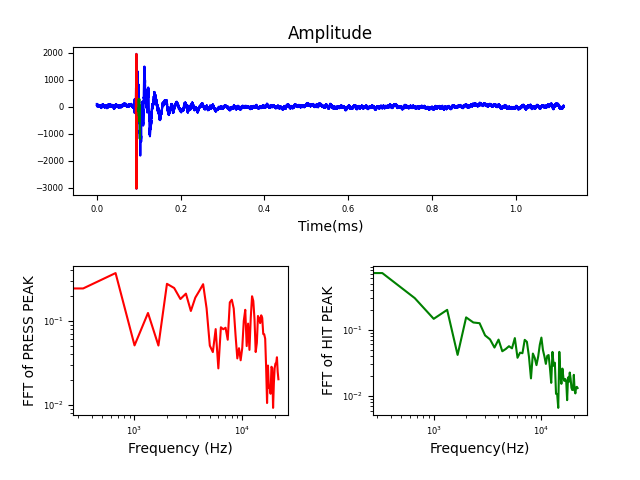 Amplitude
2000
1000
0
−1000
−2000
−3000
0.0 0.2 0.4 0.6 0.8 1.0
Time(ms)
FFT of PRESS PEAK
10⁻¹
10⁻²
10³ 10⁴
Frequency (Hz)
FFT of HIT PEAK
10⁻¹
10⁻²
10³ 10⁴
Frequency(Hz)